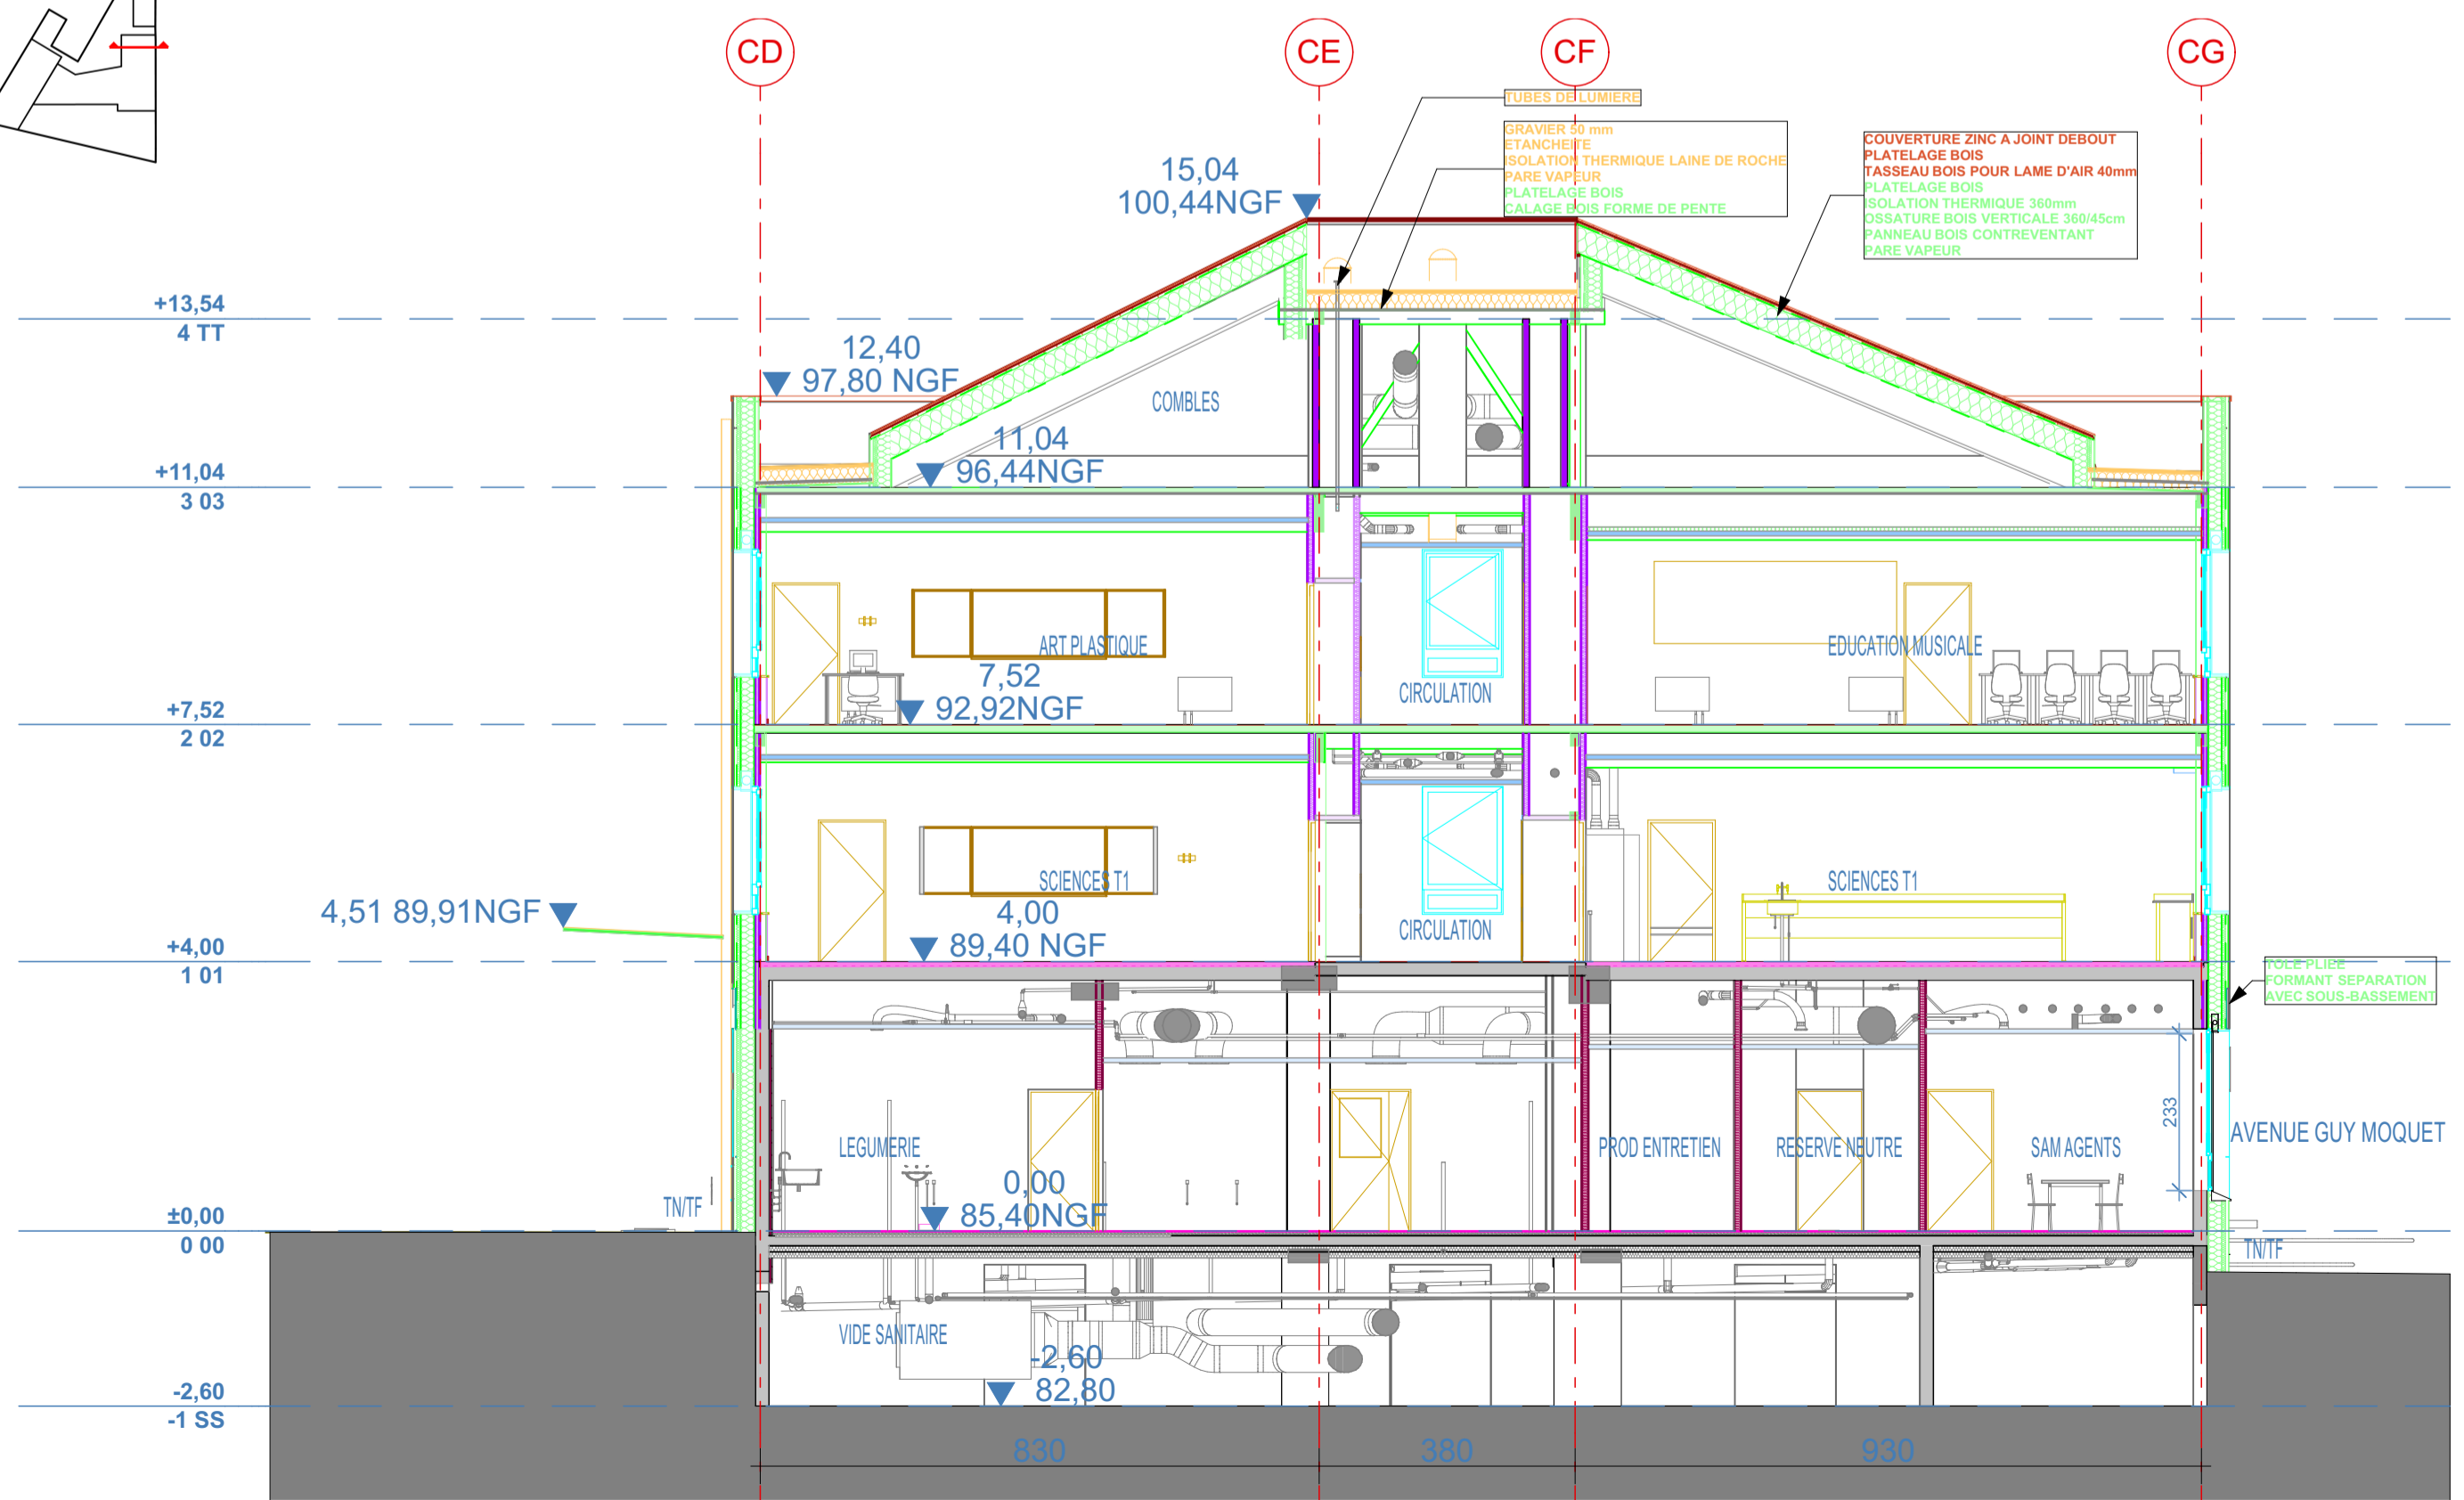 CD
CE
CF
CG
TUBES DE LUMIERE
GRAVIER 50 mm
ETANCHEITE
ISOLATION THERMIQUE LAINE DE ROCHE
PARE VAPEUR
PLATELAGE BOIS
CALAGE BOIS FORME DE PENTE
COUVERTURE ZINC A JOINT DEBOUT
PLATELAGE BOIS
TASSEAU BOIS POUR LAME D'AIR 40mm
PLATELAGE BOIS
ISOLATION THERMIQUE 360mm
OSSATURE BOIS VERTICALE 360/45cm
PANNEAU BOIS CONTREVENTANT
PARE VAPEUR
15,04
100,44NGF
+13,54
4 TT
12,40
97,80 NGF
COMBLES
11,04
96,44NGF
+11,04
3 03
ART PLASTIQUE
EDUCATION MUSICALE
7,52
92,92NGF
CIRCULATION
+7,52
2 02
SCIENCES T1
SCIENCES T1
4,51 89,91NGF
4,00
89,40 NGF
CIRCULATION
+4,00
1 01
TOLE PLIEE
FORMANT SEPARATION
AVEC SOUS-BASSEMENT
233
AVENUE GUY MOQUET
LEGUMERIE
PROD ENTRETIEN
RESERVE NEUTRE
SAM AGENTS
TN/TF
0,00
85,40NGF
±0,00
0 00
TN/TF
VIDE SANITAIRE
-2,60
82,80
-2,60
-1 SS
830
380
930